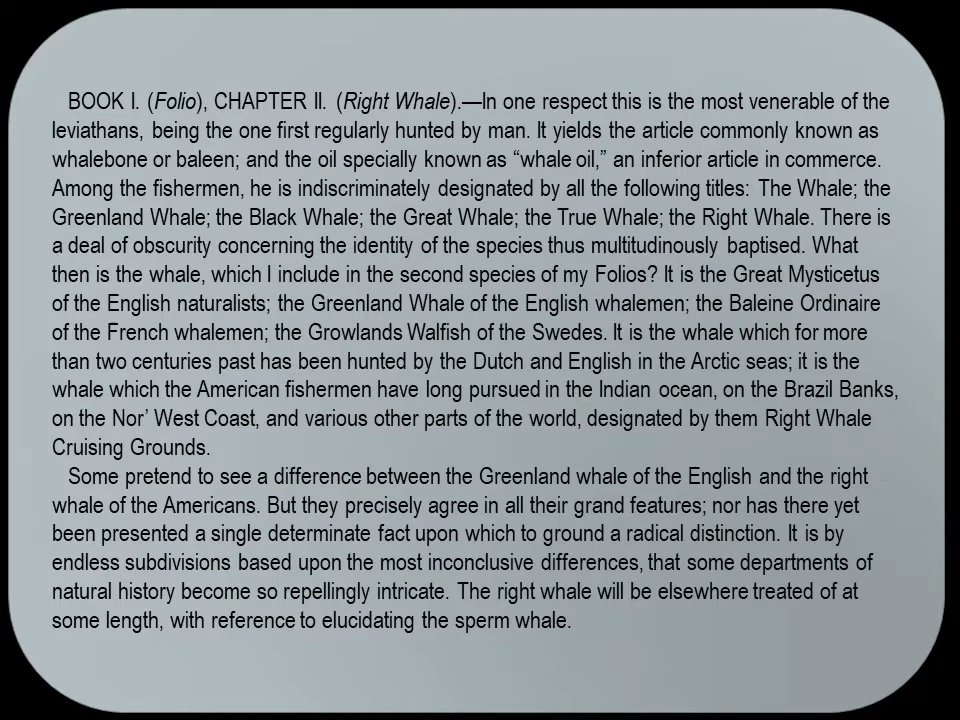 BOOK I. (Folio), CHAPTER II. (Right Whale).—In one respect this is the most venerable of the
leviathans, being the one first regularly hunted by man. It yields the article commonly known as
whalebone or baleen; and the oil specially known as “whale oil,” an inferior article in commerce.
Among the fishermen, he is indiscriminately designated by all the following titles: The Whale; the
Greenland Whale; the Black Whale; the Great Whale; the True Whale; the Right Whale. There is
a deal of obscurity concerning the identity of the species thus multitudinously baptised. What
then is the whale, which I include in the second species of my Folios? It is the Great Mysticetus
of the English naturalists; the Greenland Whale of the English whalemen; the Baleine Ordinaire
of the French whalemen; the Growlands Walfish of the Swedes. It is the whale which for more
than two centuries past has been hunted by the Dutch and English in the Arctic seas; it is the
whale which the American fishermen have long pursued in the Indian ocean, on the Brazil Banks,
on the Nor’ West Coast, and various other parts of the world, designated by them Right Whale
Cruising Grounds.
Some pretend to see a difference between the Greenland whale of the English and the right
whale of the Americans. But they precisely agree in all their grand features; nor has there yet
been presented a single determinate fact upon which to ground a radical distinction. It is by
endless subdivisions based upon the most inconclusive differences, that some departments of
natural history become so repellingly intricate. The right whale will be elsewhere treated of at
some length, with reference to elucidating the sperm whale.